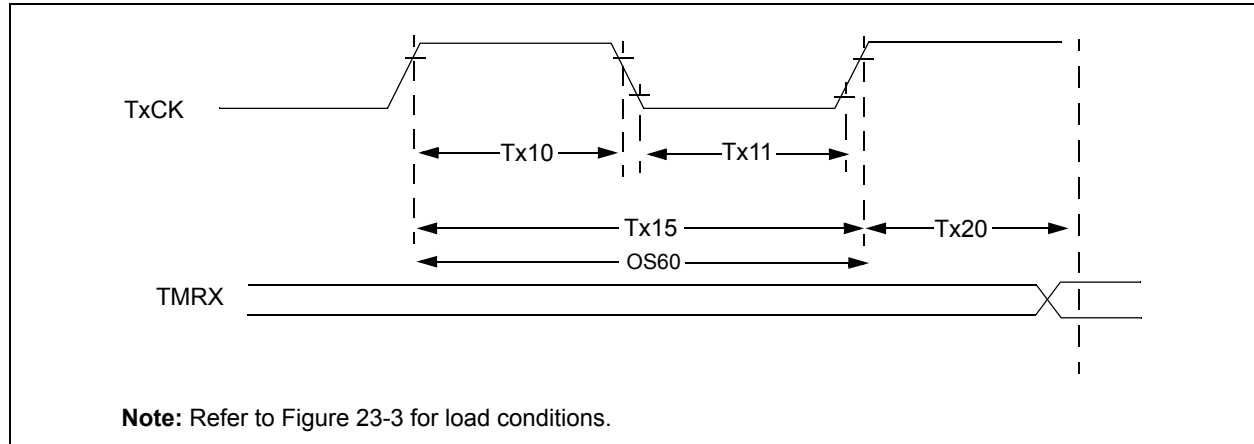 TxCK
Tx10
Tx11
Tx15
Tx20
OS60
TMRX
Note: Refer to Figure 23-3 for load conditions.